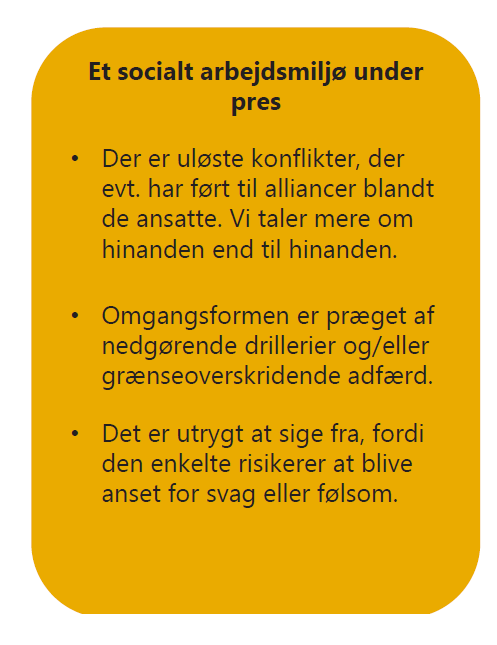 Et socialt arbejdsmiljø under
pres
• Der er uløste konflikter, der
evt. har ført til alliancer blandt
de ansatte. Vi taler mere om
hinanden end til hinanden.
• Omgangsformen er præget af
nedgørende drillerier og/eller
grænseoverskridende adfærd.
• Det er utrygt at sige fra, fordi
den enkelte risikerer at blive
anset for svag eller følsom.